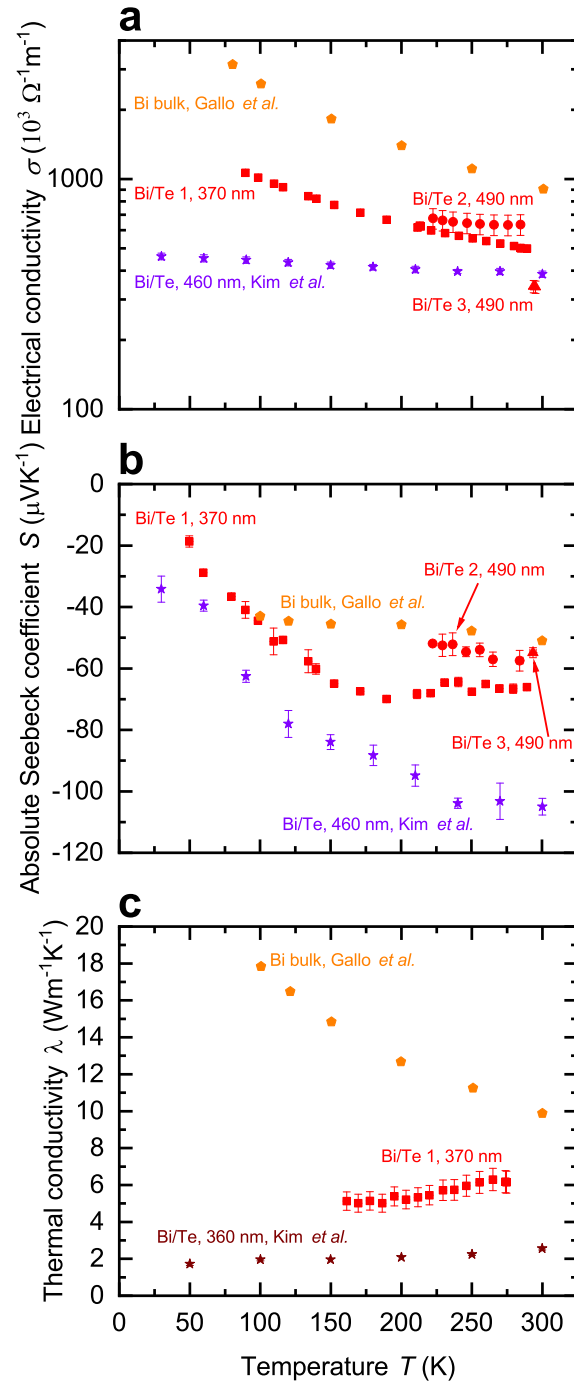 a
Electrical conductivity σ (10³ Ω⁻¹m⁻¹)
1000
100
Bi bulk, Gallo et al.
Bi/Te 1, 370 nm
Bi/Te 2, 490 nm
Bi/Te, 460 nm, Kim et al.
Bi/Te 3, 490 nm
b
Absolute Seebeck coefficient S (μVK⁻¹)
0
-20
-40
-60
-80
-100
-120
Bi/Te 1, 370 nm
Bi/Te 2, 490 nm
Bi bulk, Gallo et al.
Bi/Te 3, 490 nm
Bi/Te, 460 nm, Kim et al.
c
Thermal conductivity λ (Wm⁻¹K⁻¹)
20
18
16
14
12
10
8
6
4
2
0
Bi bulk, Gallo et al.
Bi/Te 1, 370 nm
Bi/Te, 360 nm, Kim et al.
0 50 100 150 200 250 300
Temperature T (K)